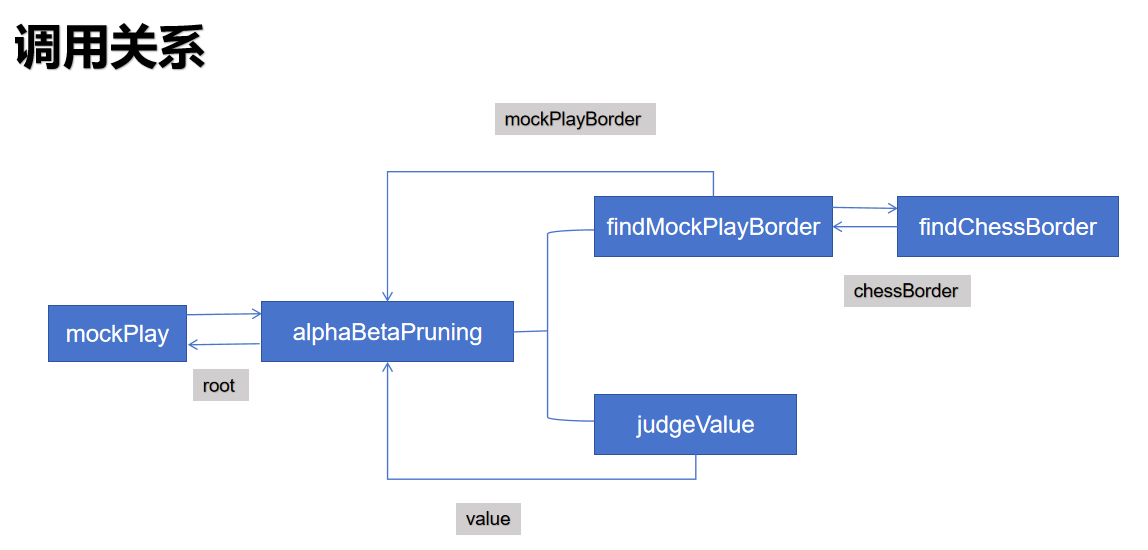 调用关系
mockPlayBorder
findMockPlayBorder
findChessBorder
chessBorder
mockPlay
alphaBetaPruning
root
judgeValue
value